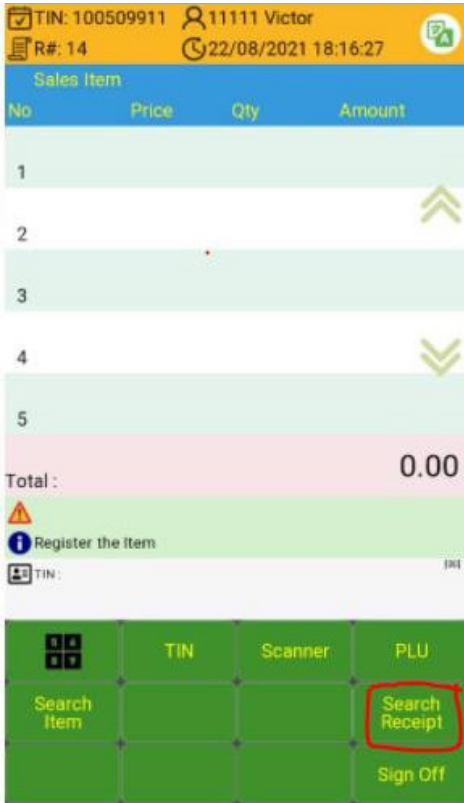 TIN: 100509911 11111 Victor
R#: 14 22/08/2021 18:16:27
Sales Item
No Price Qty Amount
1
2
3
4
5
Total : 0.00
Register the Item
TIN :
TIN Scanner PLU
Search Item
Search Receipt
Sign Off